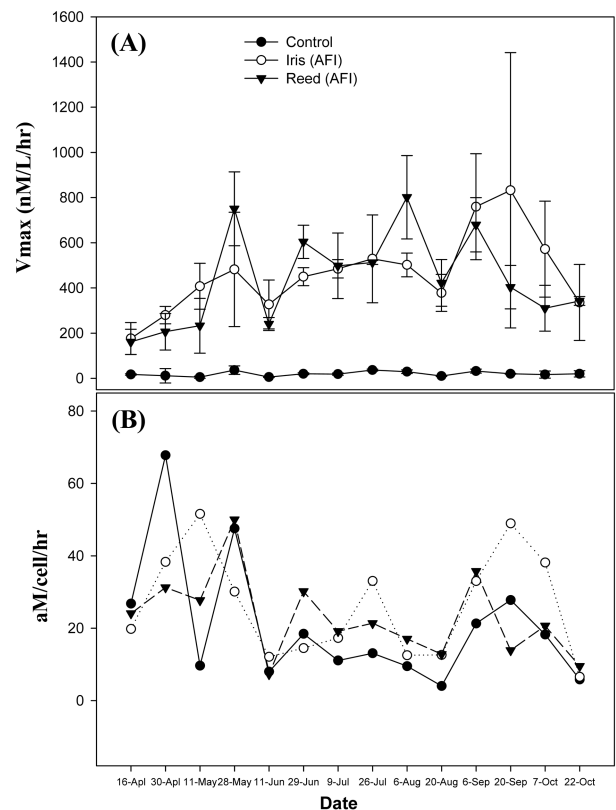 1600
(A)
Control
Iris (AFI)
Reed (AFI)
1400
1200
1000
800
600
400
200
0
Vmax (nM/L/hr)
(B)
80
60
40
20
0
aM/cell/hr
16-Apl 30-Apl 11-May 28-May 11-Jun 29-Jun 9-Jul 26-Jul 6-Aug 20-Aug 6-Sep 20-Sep 7-Oct 22-Oct
Date